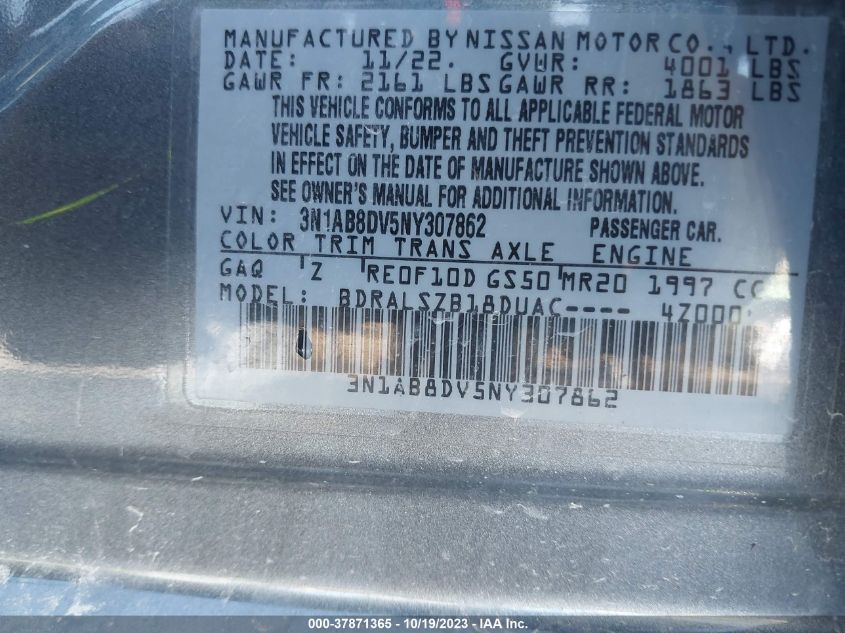 MANUFACTURED BY NISSAN MOTOR CO., LTD.
DATE: 11/22. GVWR: 4001 LBS
GAWR FR: 2161 LBS GAWR RR: 1863 LBS
THIS VEHICLE CONFORMS TO ALL APPLICABLE FEDERAL MOTOR
VEHICLE SAFETY, BUMPER AND THEFT PREVENTION STANDARDS
IN EFFECT ON THE DATE OF MANUFACTURE SHOWN ABOVE.
SEE OWNER'S MANUAL FOR ADDITIONAL INFORMATION.
VIN: 3N1AB8DV5NY307862 PASSENGER CAR.
COLOR TRIM TRANS AXLE ENGINE
GAQ 'Z 'RE0F10D GS50'MR20 1997 CC
MODEL: BDRALSZB18DUAC---- 4Z000:
3N1AB8DV5NY307862
000-37871365 - 10/19/2023 - IAA Inc.